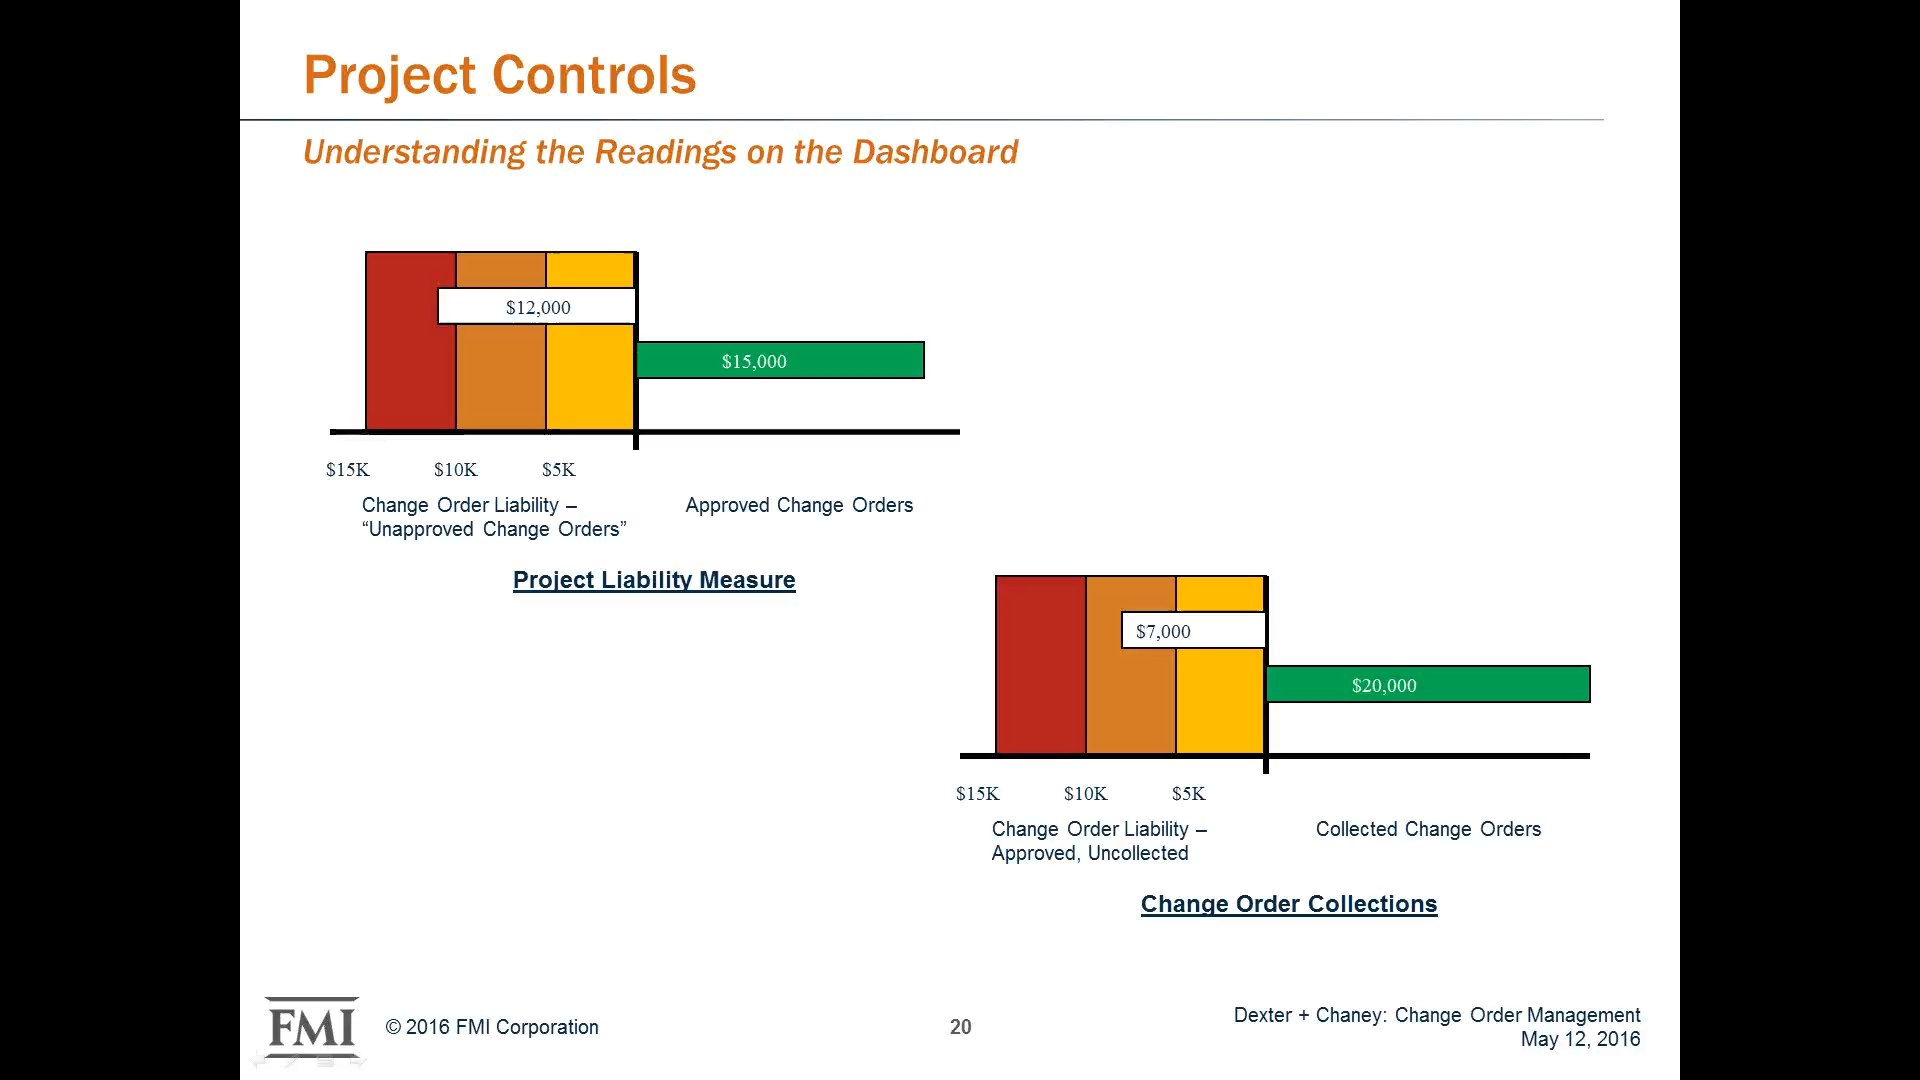 Project Controls
Understanding the Readings on the Dashboard
$12,000
$15,000
$15K $10K $5K
Change Order Liability –
“Unapproved Change Orders”
Approved Change Orders
Project Liability Measure
$7,000
$20,000
$15K $10K $5K
Change Order Liability –
Approved, Uncollected
Collected Change Orders
Change Order Collections
FMI
© 2016 FMI Corporation
20
Dexter + Chaney: Change Order Management
May 12, 2016